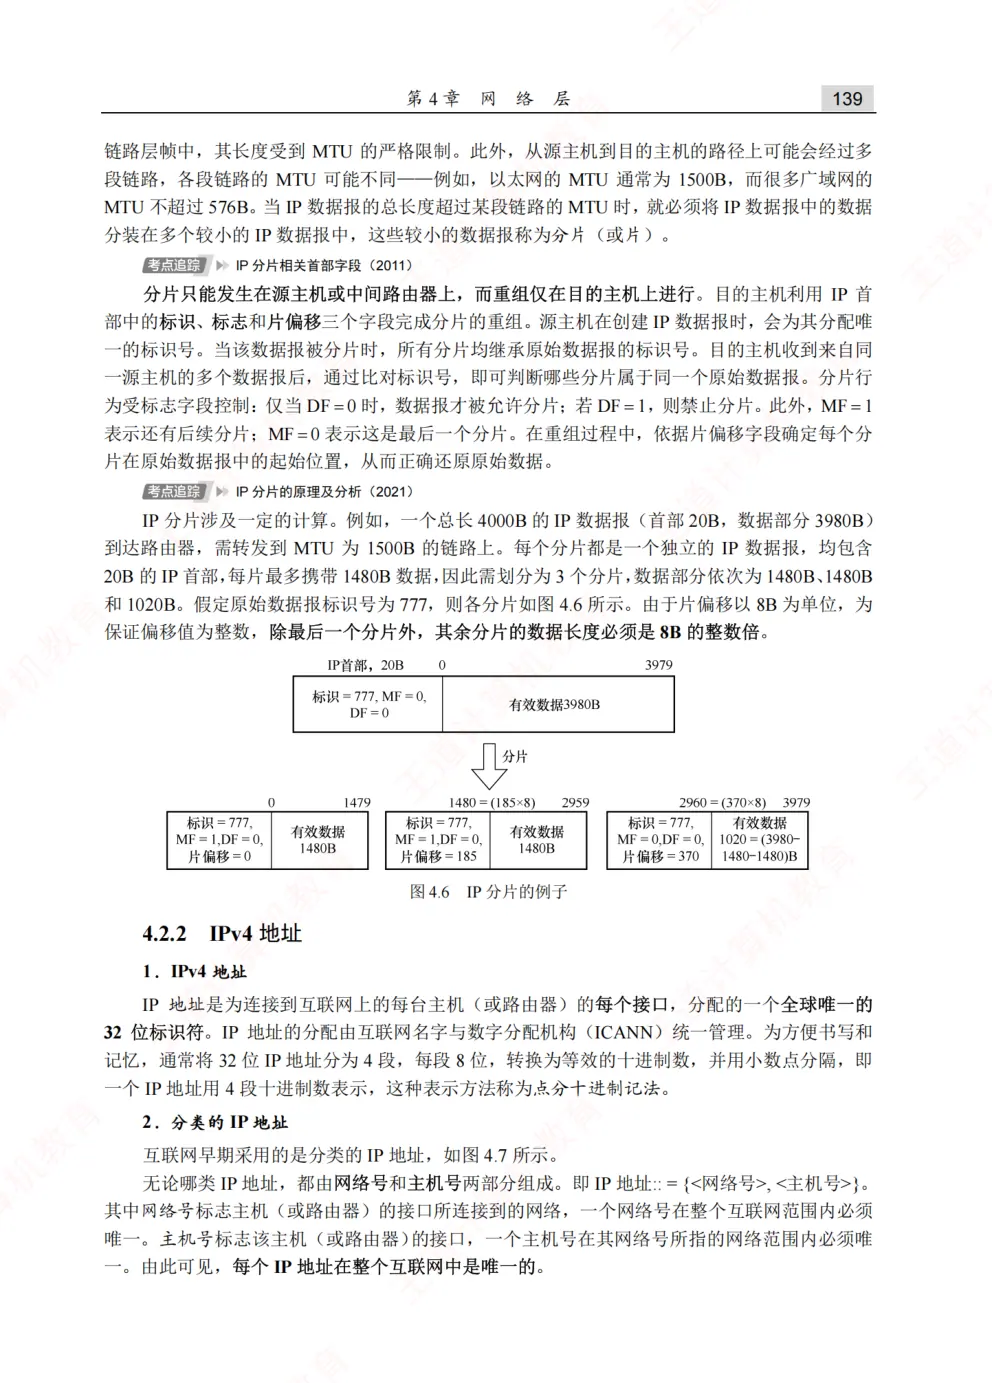 第 4 章 网 络 层 139
链路层帧中，其长度受到 MTU 的严格限制。此外，从源主机到目的主机的路径上可能会经过多
段链路，各段链路的 MTU 可能不同——例如，以太网的 MTU 通常为 1500B，而很多广域网的
MTU 不超过 576B。当 IP 数据报的总长度超过某段链路的 MTU 时，就必须将 IP 数据报中的数据
分装在多个较小的 IP 数据报中，这些较小的数据报称为分片（或片）。
考点追踪 IP 分片相关首部字段（2011）
分片只能发生在源主机或中间路由器上，而重组仅在目的主机上进行。目的主机利用 IP 首
部中的标识、标志和片偏移三个字段完成分片的重组。源主机在创建 IP 数据报时，会为其分配唯
一的标识号。当该数据报被分片时，所有分片均继承原始数据报的标识号。目的主机收到来自同
一源主机的多个数据报后，通过比对标识号，即可判断哪些分片属于同一个原始数据报。分片行
为受标志字段控制：仅当 DF = 0 时，数据报才被允许分片；若 DF = 1，则禁止分片。此外，MF = 1
表示还有后续分片；MF = 0 表示这是最后一个分片。在重组过程中，依据片偏移字段确定每个分
片在原始数据报中的起始位置，从而正确还原原始数据。
考点追踪 IP 分片的原理及分析（2021）
IP 分片涉及一定的计算。例如，一个总长 4000B 的 IP 数据报（首部 20B，数据部分 3980B）
到达路由器，需转发到 MTU 为 1500B 的链路上。每个分片都是一个独立的 IP 数据报，均包含
20B 的 IP 首部，每片最多携带 1480B 数据，因此需划分为 3 个分片，数据部分依次为 1480B、1480B
和 1020B。假定原始数据报标识号为 777，则各分片如图 4.6 所示。由于片偏移以 8B 为单位，为
保证偏移值为整数，除最后一个分片外，其余分片的数据长度必须是 8B 的整数倍。
IP首部，20B 0 3979
标识 = 777, MF = 0,
DF = 0
有效数据3980B
分片
0 1479
标识 = 777,
MF = 1,DF = 0,
片偏移 = 0
有效数据
1480B
1480 = (185×8) 2959
标识 = 777,
MF = 1,DF = 0,
片偏移 = 185
有效数据
1480B
2960 = (370×8) 3979
标识 = 777,
MF = 0,DF = 0,
片偏移 = 370
有效数据
1020 = (3980−
1480−1480)B
图 4.6 IP 分片的例子
4.2.2 IPv4 地址
1．IPv4 地址
IP 地址是为连接到互联网上的每台主机（或路由器）的每个接口，分配的一个全球唯一的
32 位标识符。IP 地址的分配由互联网名字与数字分配机构（ICANN）统一管理。为方便书写和
记忆，通常将 32 位 IP 地址分为 4 段，每段 8 位，转换为等效的十进制数，并用小数点分隔，即
一个 IP 地址用 4 段十进制数表示，这种表示方法称为点分十进制记法。
2．分类的 IP 地址
互联网早期采用的是分类的 IP 地址，如图 4.7 所示。
无论哪类 IP 地址，都由网络号和主机号两部分组成。即 IP 地址:: = {<网络号>, <主机号>}。
其中网络号标志主机（或路由器）的接口所连接到的网络，一个网络号在整个互联网范围内必须
唯一。主机号标志该主机（或路由器）的接口，一个主机号在其网络号所指的网络范围内必须唯
一。由此可见，每个 IP 地址在整个互联网中是唯一的。